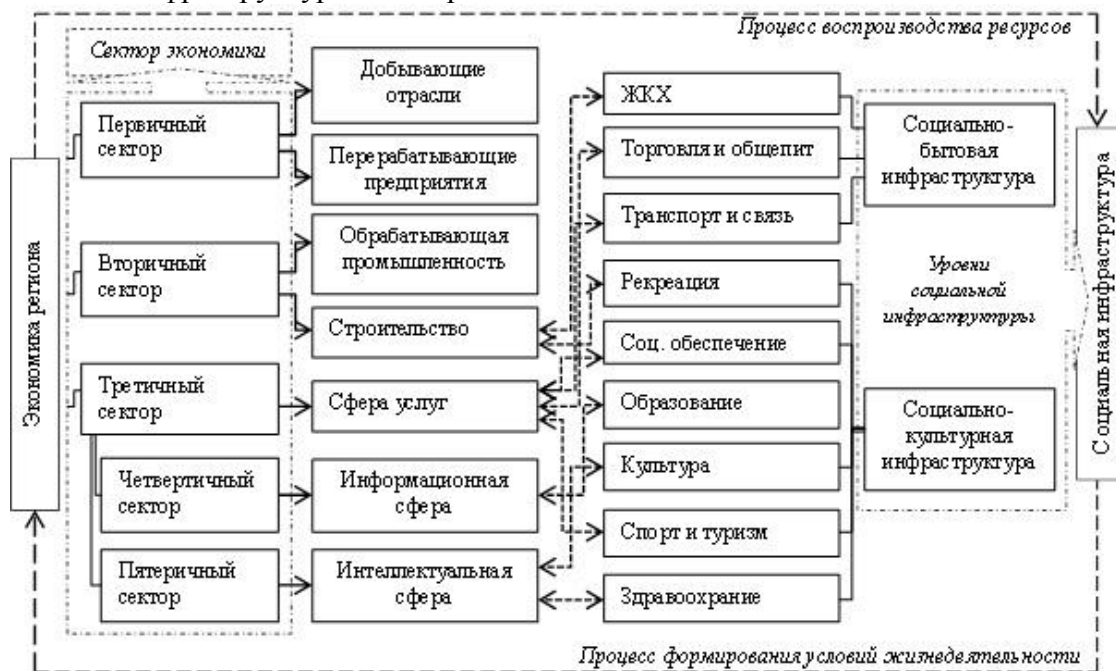 Процесс воспроизводства ресурсов
Сектор экономики
Экономика региона
Первичный
сектор
Вторичный
сектор
Третичный
сектор
Четвертичный
сектор
Пятеричный
сектор
Добывающие
отрасли
Перерабатывающие
предприятия
Обрабатывающая
промышленность
Строительство
Сфера услуг
Информационная
сфера
Интеллектуальная
сфера
ЖКХ
Торговля и общепит
Транспорт и связь
Рекреация
Соц. обеспечение
Образование
Культура
Спорт и туризм
Здравоохрание
Социально-
бытовая
инфраструктура
Уровни
социальной
инфраструктуры
Социально-
культурная
инфраструктура
Социальная инфраструктура
Процесс формирования условий жизнедеятельности